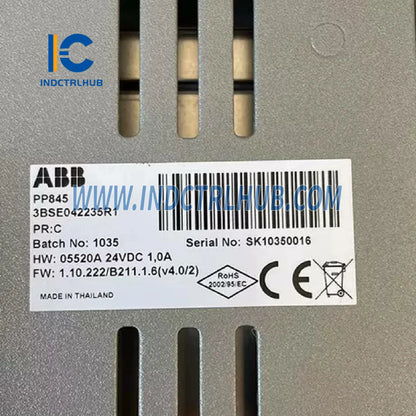 IC
INDCTRLHUB
ABB
WWW.INDCTRLHUB.COM
PP845
3BSE042235R1
PR:C
Batch No: 1035 Serial No: SK10350016
HW: 05520A 24VDC 1,0A
FW: 1.10.222/B211.1.6(v4.0/2)
MADE IN THAILAND
RoHS
2002/95/EC
CE